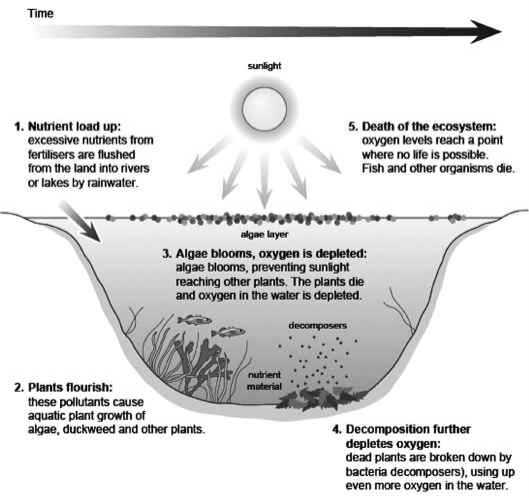 Time
sunlight
1. Nutrient load up:
excessive nutrients from
fertilisers are flushed
from the land into rivers
or lakes by rainwater.
5. Death of the ecosystem:
oxygen levels reach a point
where no life is possible.
Fish and other organisms die.
algae layer
3. Algae blooms, oxygen is depleted:
algae blooms, preventing sunlight
reaching other plants. The plants die
and oxygen in the water is depleted.
decomposers
nutrient
material
2. Plants flourish:
these pollutants cause
aquatic plant growth of
algae, duckweed and other plants.
4. Decomposition further
depletes oxygen:
dead plants are broken down by
bacteria decomposers), using up
even more oxygen in the water.